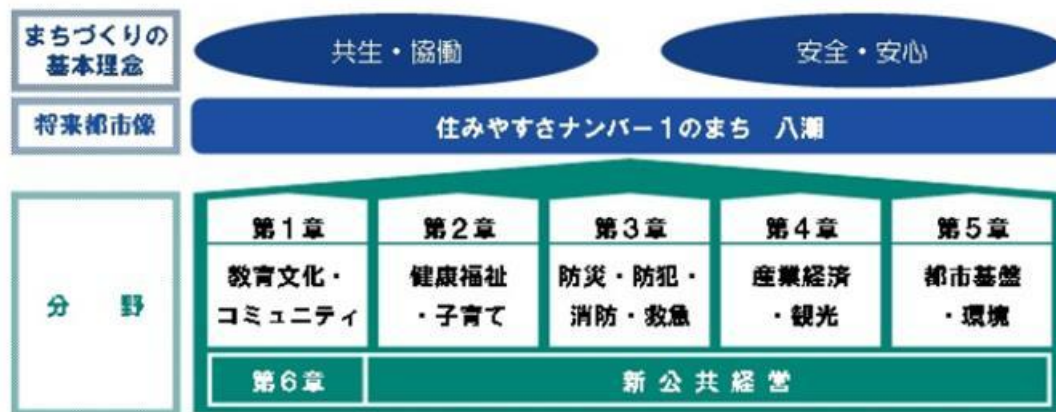 まちづくりの
基本理念
共生・協働
安全・安心
将来都市像
住みやすさナンバー1のまち 八潮
分 野
第1章
教育文化・
コミュニティ
第2章
健康福祉
・子育て
第3章
防災・防犯・
消防・救急
第4章
産業経済
・観光
第5章
都市基盤
・環境
第6章
新公共経営